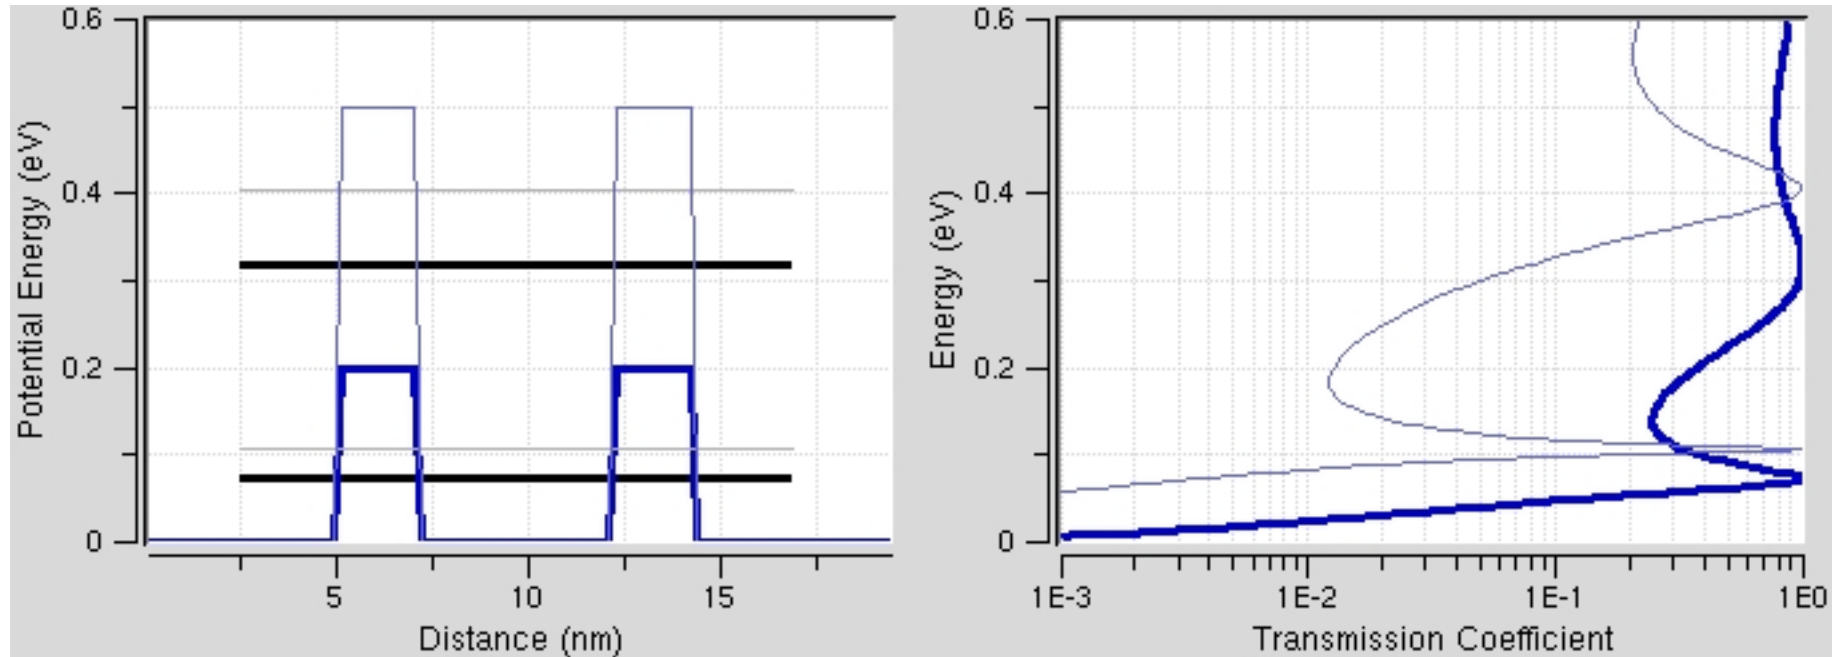 0.6
0.4
0.2
0
Potential Energy (eV)
5
10
15
Distance (nm)
0.6
0.4
0.2
0
Energy (eV)
1E-3
1E-2
1E-1
1E0
Transmission Coefficient